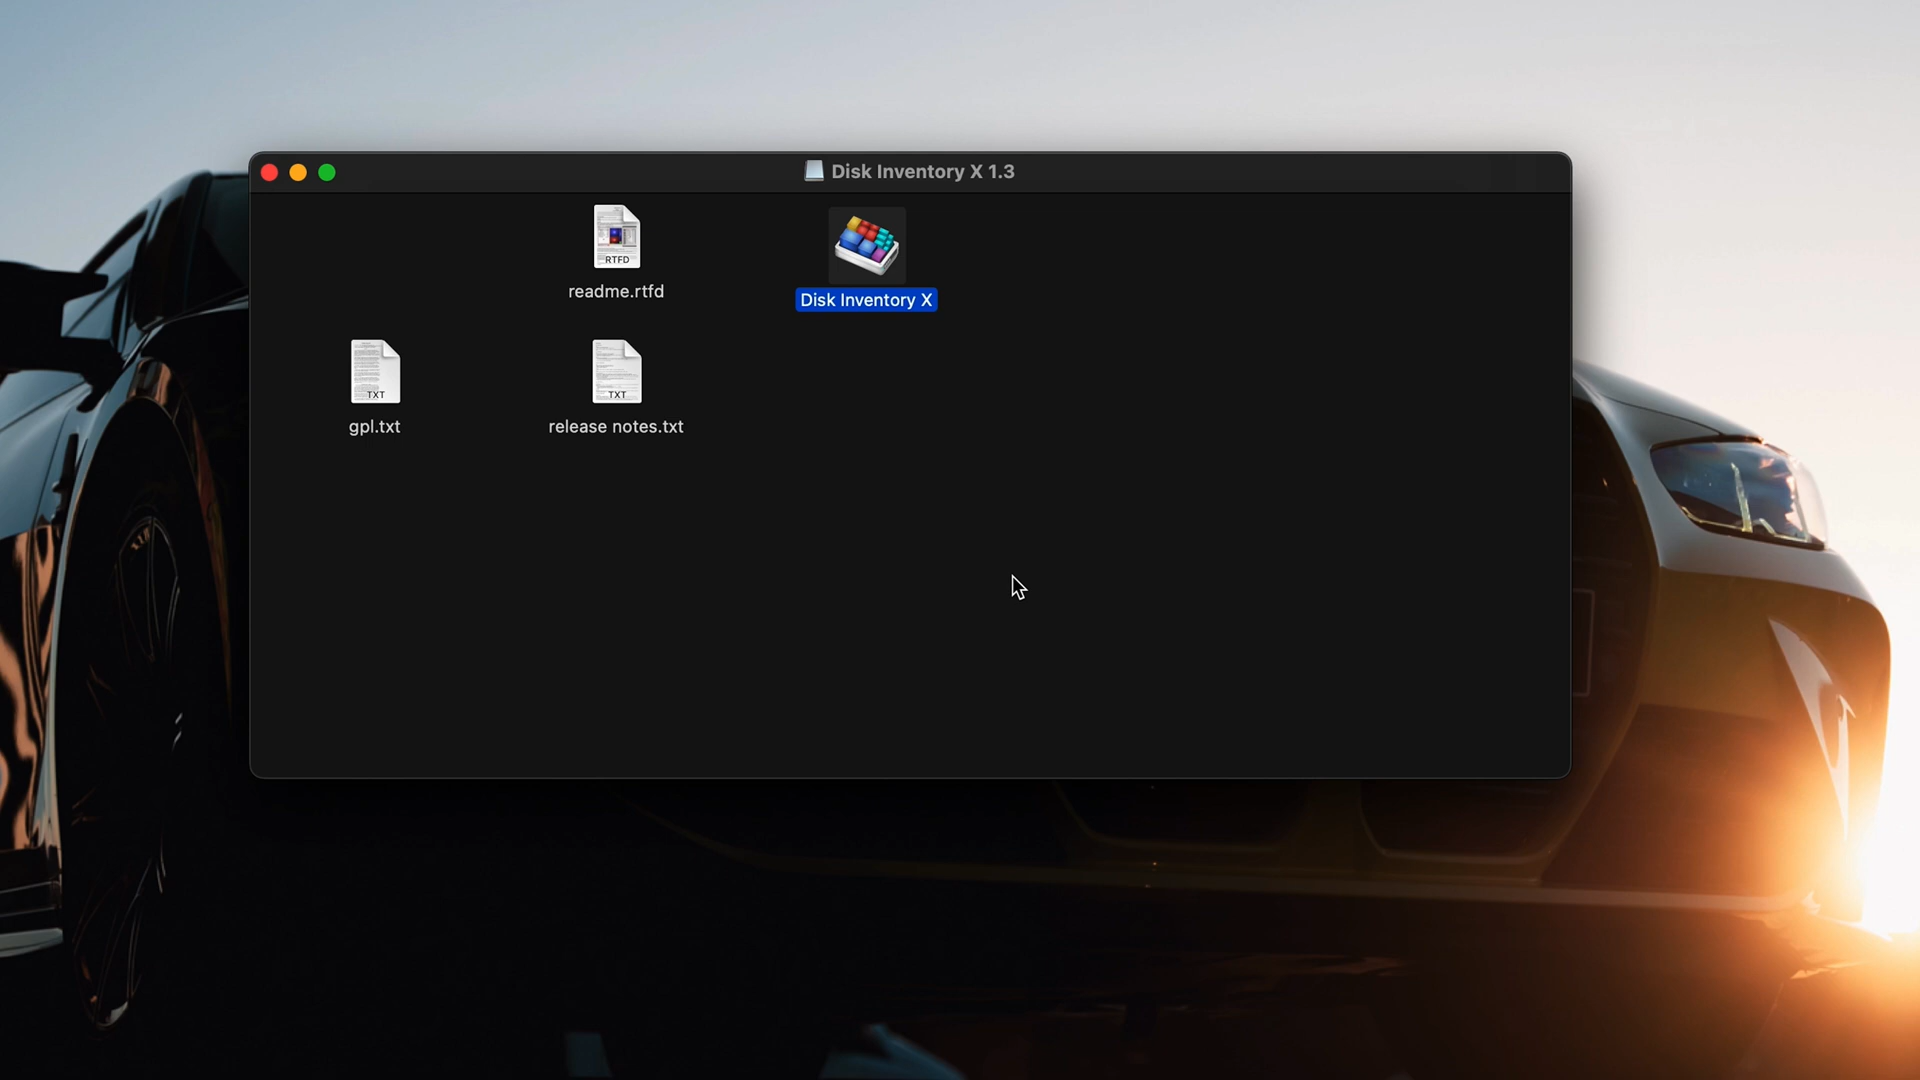 Disk Inventory X 1.3
RTFD
readme.rtfd
Disk Inventory X
TXT
gpl.txt
TXT
release notes.txt